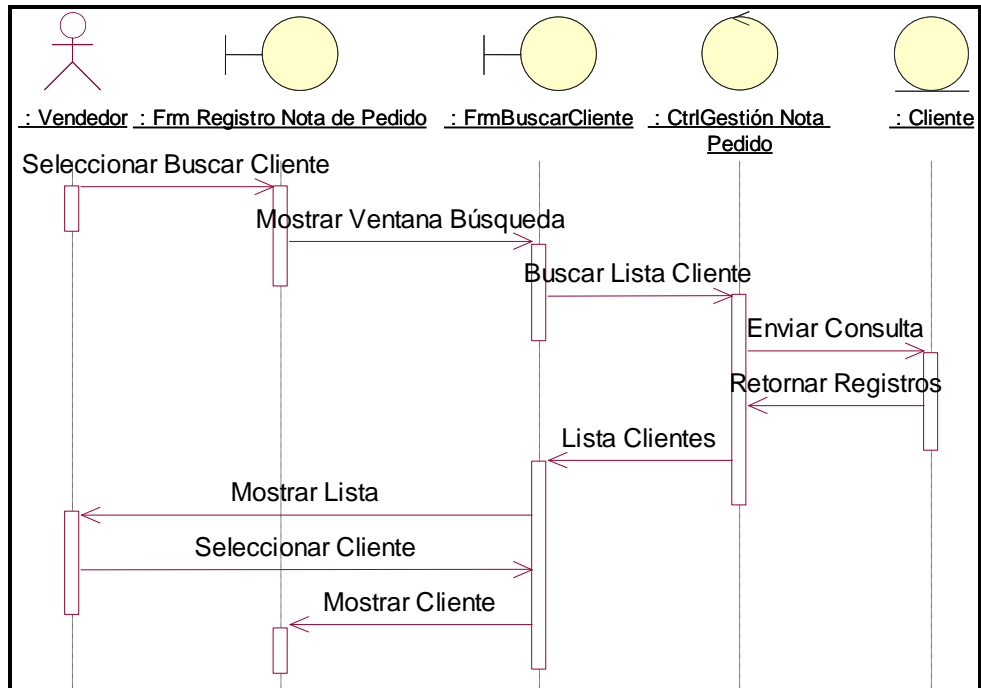 : Vendedor
: Frm Registro Nota de Pedido
: FrmBuscarCliente
: CtrlGestión Nota
Pedido
: Cliente
Seleccionar Buscar Cliente
Mostrar Ventana Búsqueda
Buscar Lista Cliente
Enviar Consulta
Retornar Registros
Lista Clientes
Mostrar Lista
Seleccionar Cliente
Mostrar Cliente